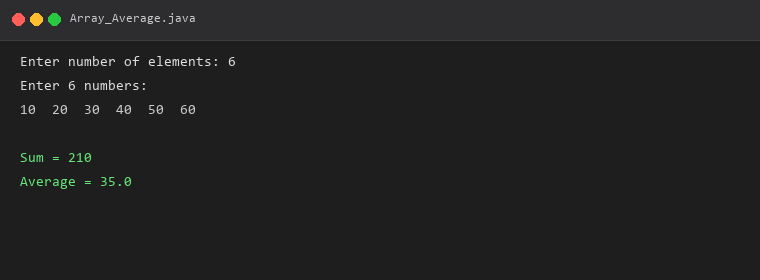 Array_Average.java
Enter number of elements: 6
Enter 6 numbers:
10  20  30  40  50  60
Sum = 210
Average = 35.0